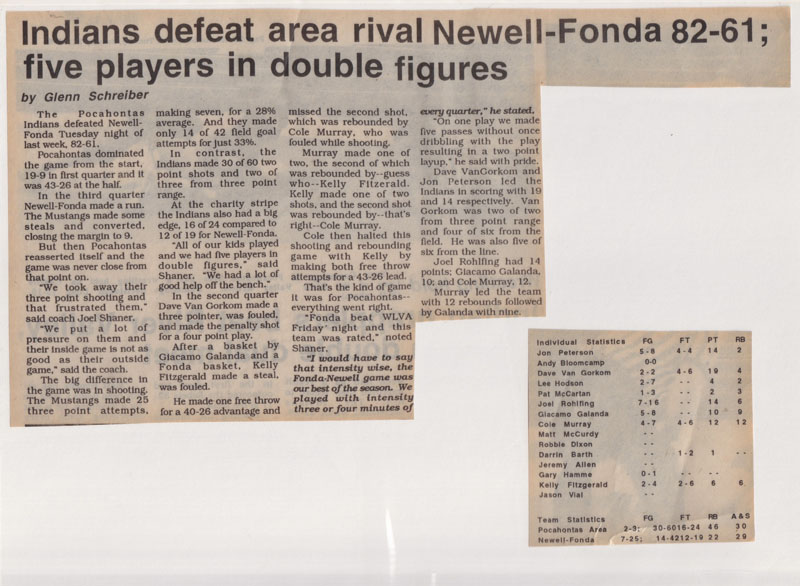 Indians defeat area rival Newell-Fonda 82-61;
five players in double figures
by Glenn Schreiber
The Pocahontas
Indians defeated Newell-
Fonda Tuesday night of
last week, 82-61.
Pocahontas dominated
the game from the start,
19-9 in first quarter and it
was 43-26 at the half.
In the third quarter
Newell-Fonda made a run.
The Mustangs made some
steals and converted,
closing the margin to 9.
But then Pocahontas
reasserted itself and the
game was never close from
that point on.
"We took away their
three point shooting and
that frustrated them,"
said coach Joel Shaner.
"We put a lot of
pressure on them and
their inside game is not as
good as their outside
game," said the coach.
The big difference in
the game was in shooting.
The Mustangs made 25
three point attempts,
making seven, for a 28%
average. And they made
only 14 of 42 field goal
attempts for just 33%.
In contrast, the
Indians made 30 of 60 two
point shots and two of
three from three point
range.
At the charity stripe
the Indians also had a big
edge, 16 of 24 compared to
12 of 19 for Newell-Fonda.
"All of our kids played
and we had five players in
double figures," said
Shaner. "We had a lot of
good help off the bench."
In the second quarter
Dave Van Gorkom made a
three pointer, was fouled,
and made the penalty shot
for a four point play.
After a basket by
Giacamo Galanda and a
Fonda basket, Kelly
Fitzgerald made a steal,
was fouled.
He made one free throw
for a 40-26 advantage and
missed the second shot,
which was rebounded by
Cole Murray, who was
fouled while shooting.
Murray made one of
two, the second of which
was rebounded by--guess
who--Kelly Fitzerald.
Kelly made one of two
shots, and the second shot
was rebounded by--that's
right--Cole Murray.
Cole then halted this
shooting and rebounding
game with Kelly by
making both free throw
attempts for a 43-26 lead.
That's the kind of game
it was for Pocahontas--
everything went right.
"Fonda beat WLVA
Friday night and this
team was rated," noted
Shaner.
"I would have to say
that intensity wise, the
Fonda-Newell game was
our best of the season. We
played with intensity
three or four minutes of
every quarter," he stated.
"On one play we made
five passes without once
dribbling with the play
resulting in a two point
layup," he said with pride.
Dave VanGorkom and
Jon Peterson led the
Indians in scoring with 19
and 14 respectively. Van
Gorkom was two of two
from three point range
and four of six from the
field. He was also five of
six from the line.
Joel Rohlfing had 14
points; Giacamo Galanda,
10; and Cole Murray, 12.
Murray led the team
with 12 rebounds followed
by Galanda with nine.
Individual Statistics FG FT PT RB
Jon Peterson 5-8 4-4 14 2
Andy Bloomcamp 0-0
Dave Van Gorkom 2-2 4-6 19 4
Lee Hodson 2-7 -- 4 2
Pat McCartan 1-3 -- 2 3
Joel Rohlfing 7-16 -- 14 6
Giacamo Galanda 5-8 -- 10 9
Cole Murray 4-7 4-6 12 12
Matt McCurdy --
Robbie Dixon --
Darrin Barth -- 1-2 1 --
Jeremy Allen --
Gary Hamme 0-1 -- --
Kelly Fitzgerald 2-4 2-6 6 6
Jason Vial --
Team Statistics FG FT RB A&S
Pocahontas Area 2-3; 30-6016-24 46 30
Newell-Fonda 7-25; 14-4212-19 22 29